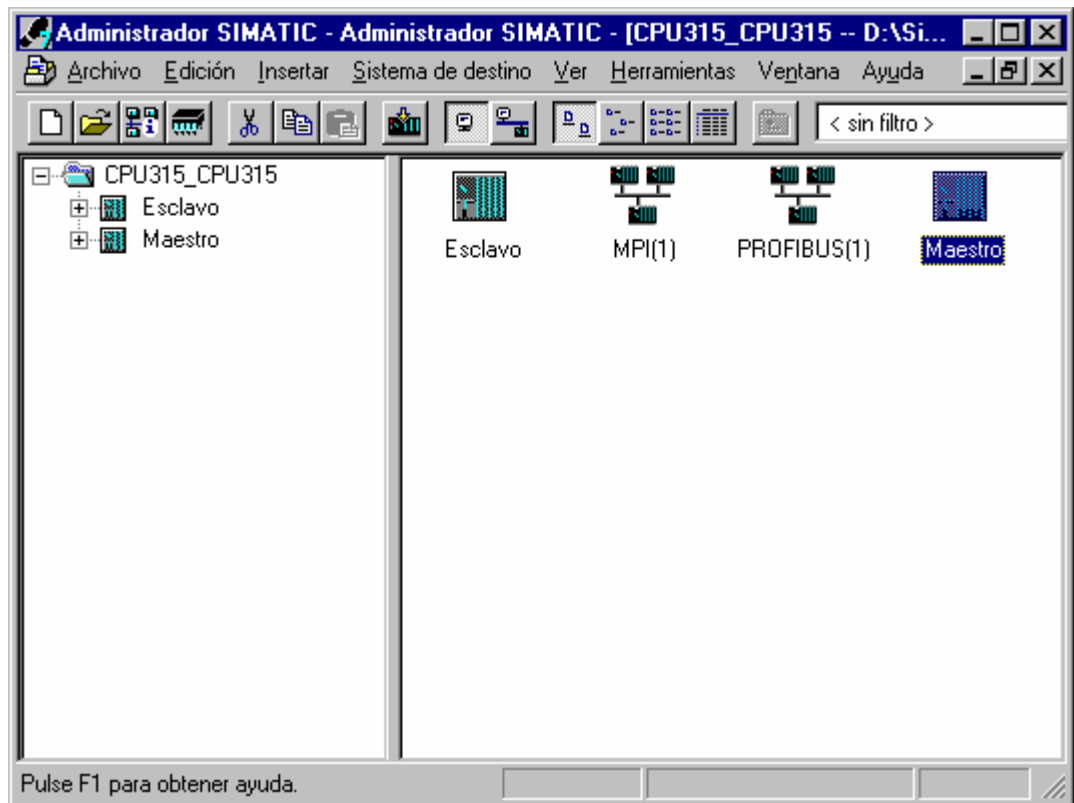 Administrador SIMATIC - Administrador SIMATIC - [CPU315_CPU315 -- D:\Si...
Archivo Edición Insertar Sistema de destino Ver Herramientas Ventana Ayuda
< sin filtro >
CPU315_CPU315
Esclavo
Maestro
Esclavo MPI(1) PROFIBUS(1) Maestro
Pulse F1 para obtener ayuda.